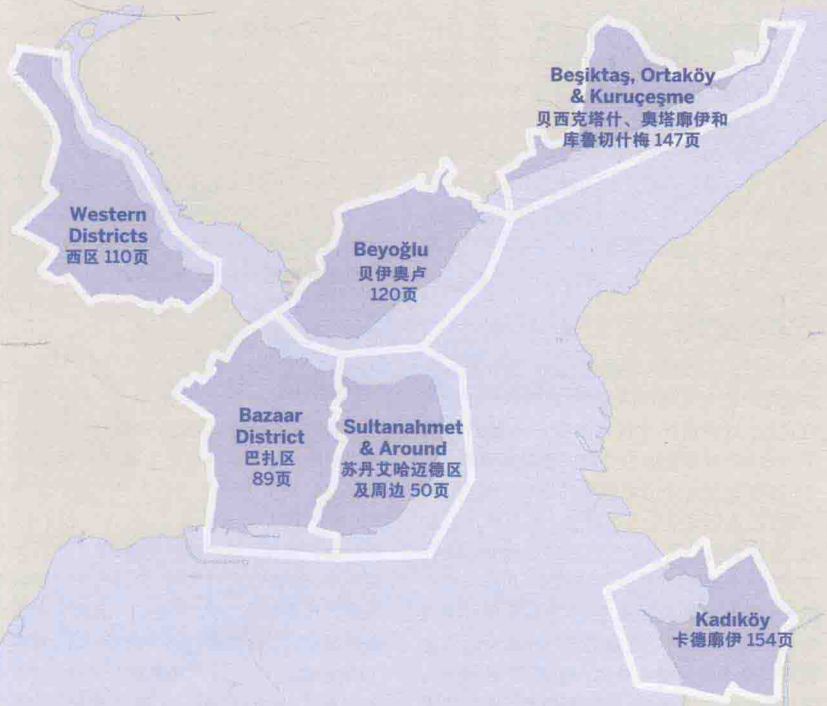 Beşiktaş, Ortaköy
& Kuruçeşme
贝西克塔什、奥塔廊伊和
库鲁切什梅 147页
Western
Districts
西区 110页
Beyoğlu
贝伊奥卢
120页
Bazaar
District
巴扎区
89页
Sultanahmet
& Around
苏丹艾哈迈德区
及周边 50页
Kadıköy
卡德廊伊 154页